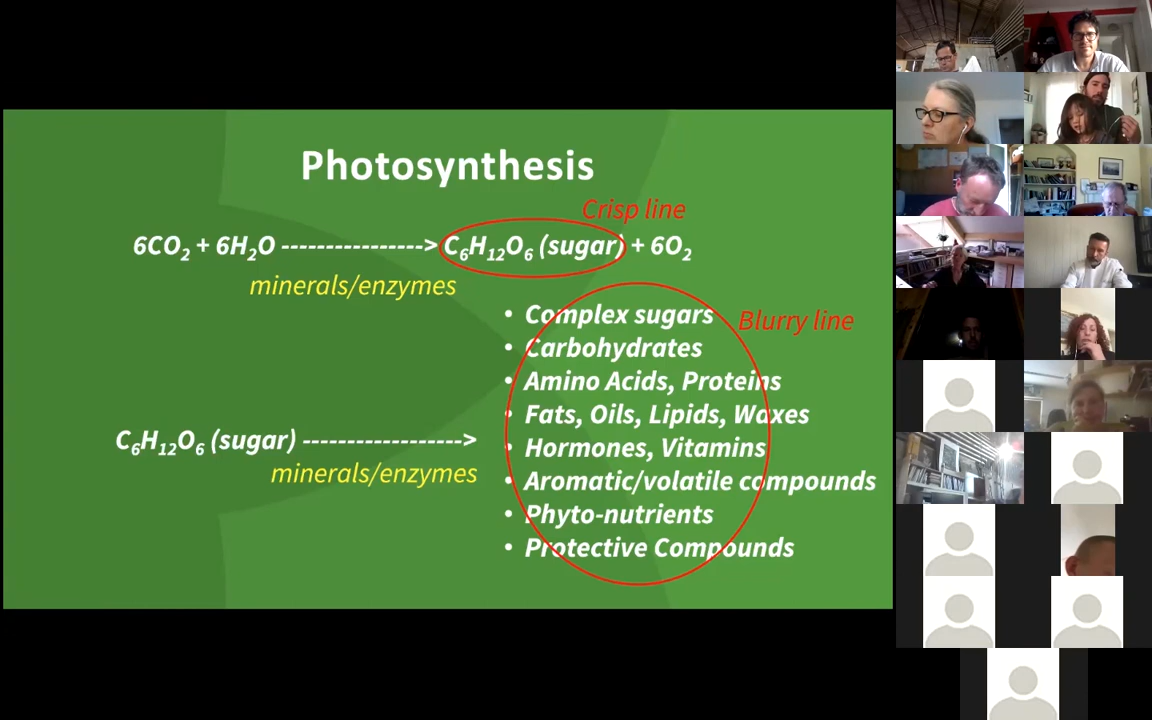 Photosynthesis
Crisp line
6CO₂ + 6H₂O ----------------> C₆H₁₂O₆ (sugar) + 6O₂
minerals/enzymes
• Complex sugars
Blurry line
• Carbohydrates
• Amino Acids, Proteins
• Fats, Oils, Lipids, Waxes
C₆H₁₂O₆ (sugar) ------------------>
• Hormones, Vitamins
minerals/enzymes
• Aromatic/volatile compounds
• Phyto-nutrients
• Protective Compounds